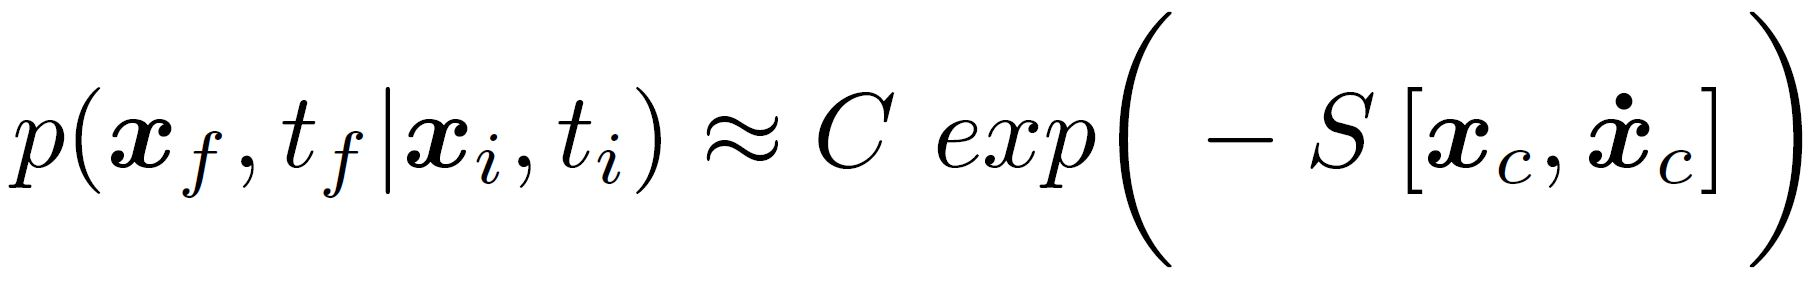 p(𝒙_f, t_f|𝒙_i, t_i) ≈ C exp( − S [𝒙_c, 𝒙̇_c] )